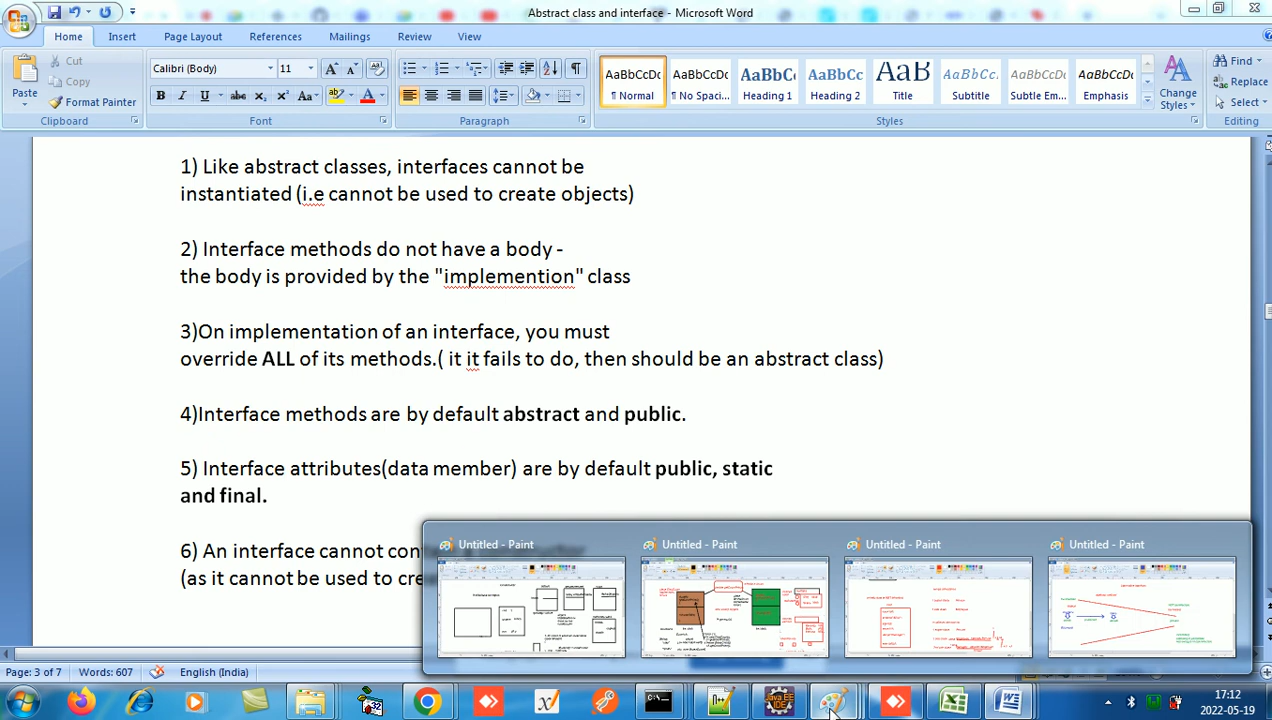 Abstract class and interface - Microsoft Word
Home Insert Page Layout References Mailings Review View
Paste
Cut
Copy
Format Painter
Clipboard
Calibri (Body) 11
Font
Paragraph
AaBbCcDc AaBbCcDc AaBbC AaBbCc AaB AaBbCc. AaBbCcDc AaBbCcDc
¶ Normal ¶ No Spaci... Heading 1 Heading 2 Title Subtitle Subtle Em... Emphasis
Change Styles
Styles
Find
Replace
Select
Editing
1) Like abstract classes, interfaces cannot be
instantiated (i.e cannot be used to create objects)
2) Interface methods do not have a body -
the body is provided by the "implemention" class
3)On implementation of an interface, you must
override ALL of its methods.( it it fails to do, then should be an abstract class)
4)Interface methods are by default abstract and public.
5) Interface attributes(data member) are by default public, static
and final.
6) An interface cannot
(as it cannot be used to
Untitled - Paint Untitled - Paint Untitled - Paint Untitled - Paint
Page: 3 of 7 Words: 607 English (India)
17:12
2022-05-19